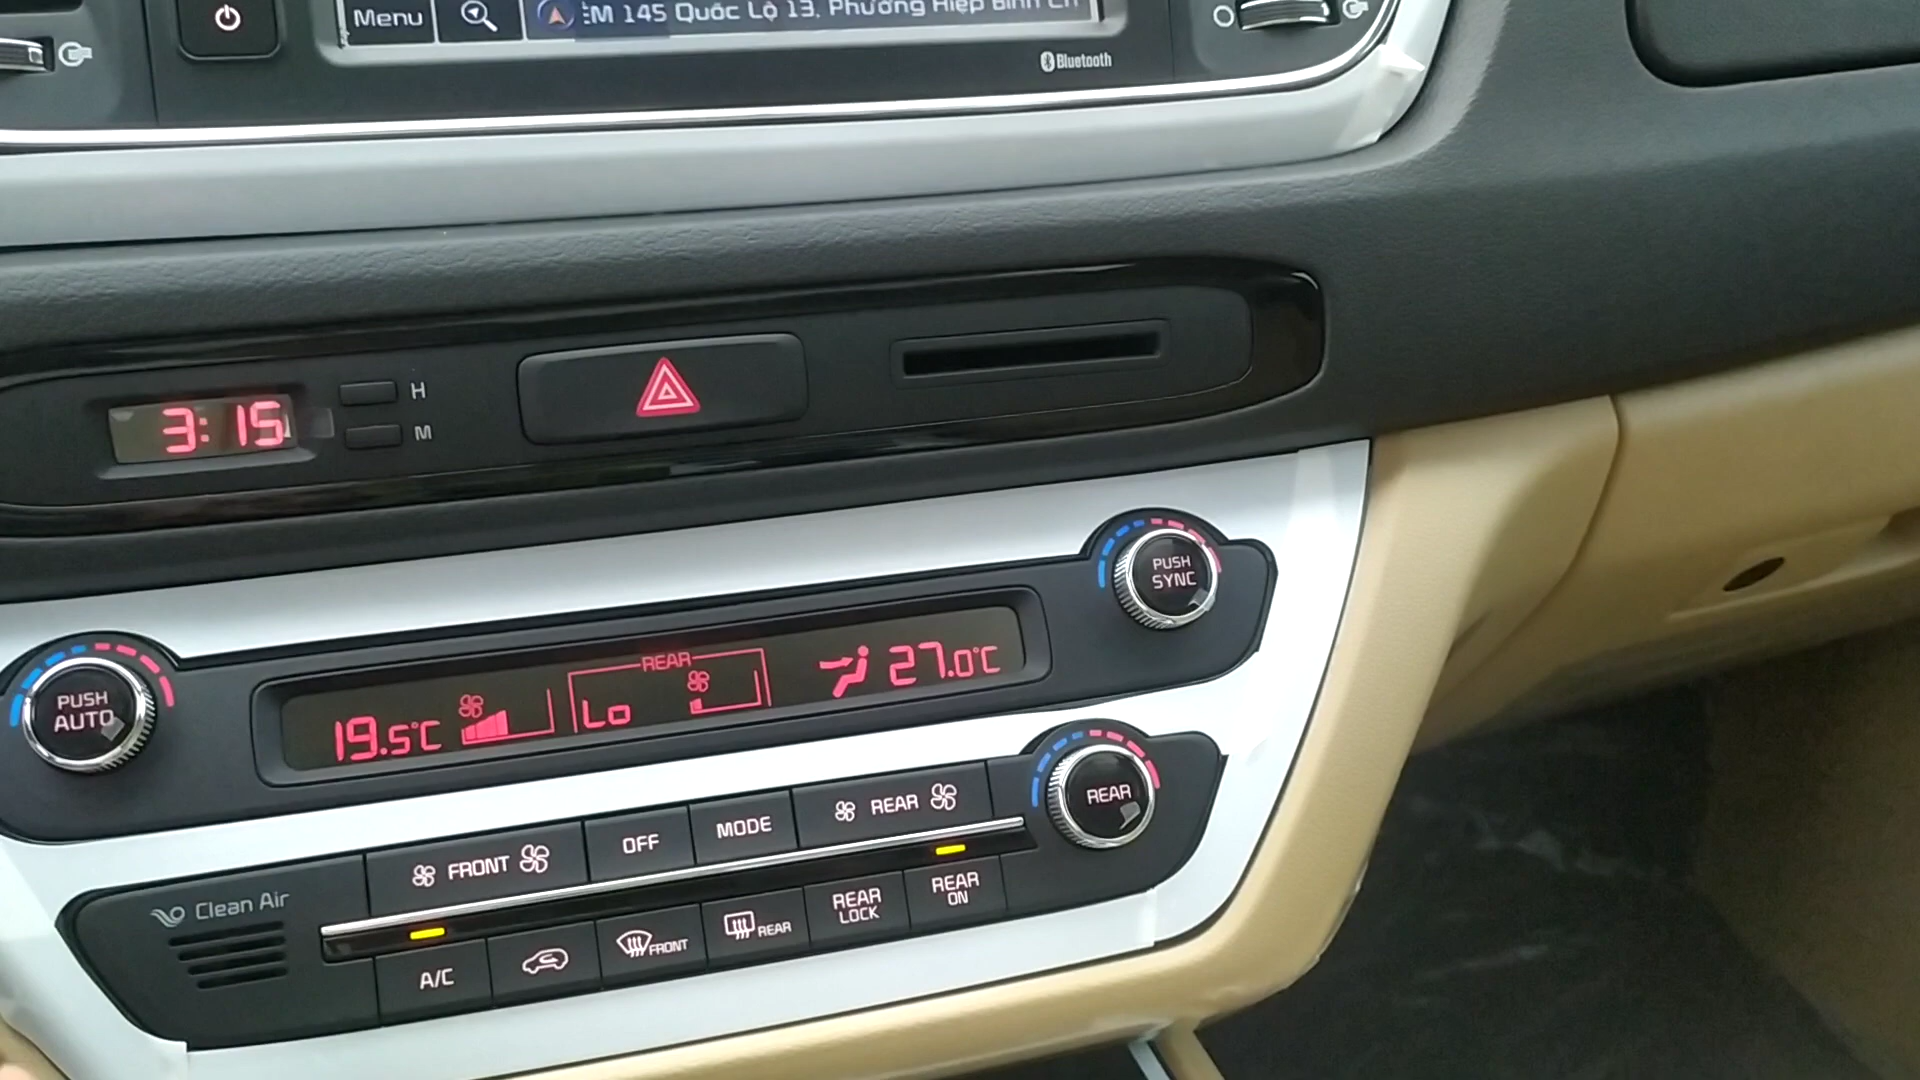 Menu
145 Quốc Lộ 13, Phường Hiệp Bình
Bluetooth
3:15
H
M
PUSH
SYNC
PUSH
AUTO
19.5°C
REAR
Lo
27.0°C
REAR
FRONT
OFF
MODE
REAR
Clean Air
A/C
FRONT
REAR
REAR
LOCK
REAR
ON